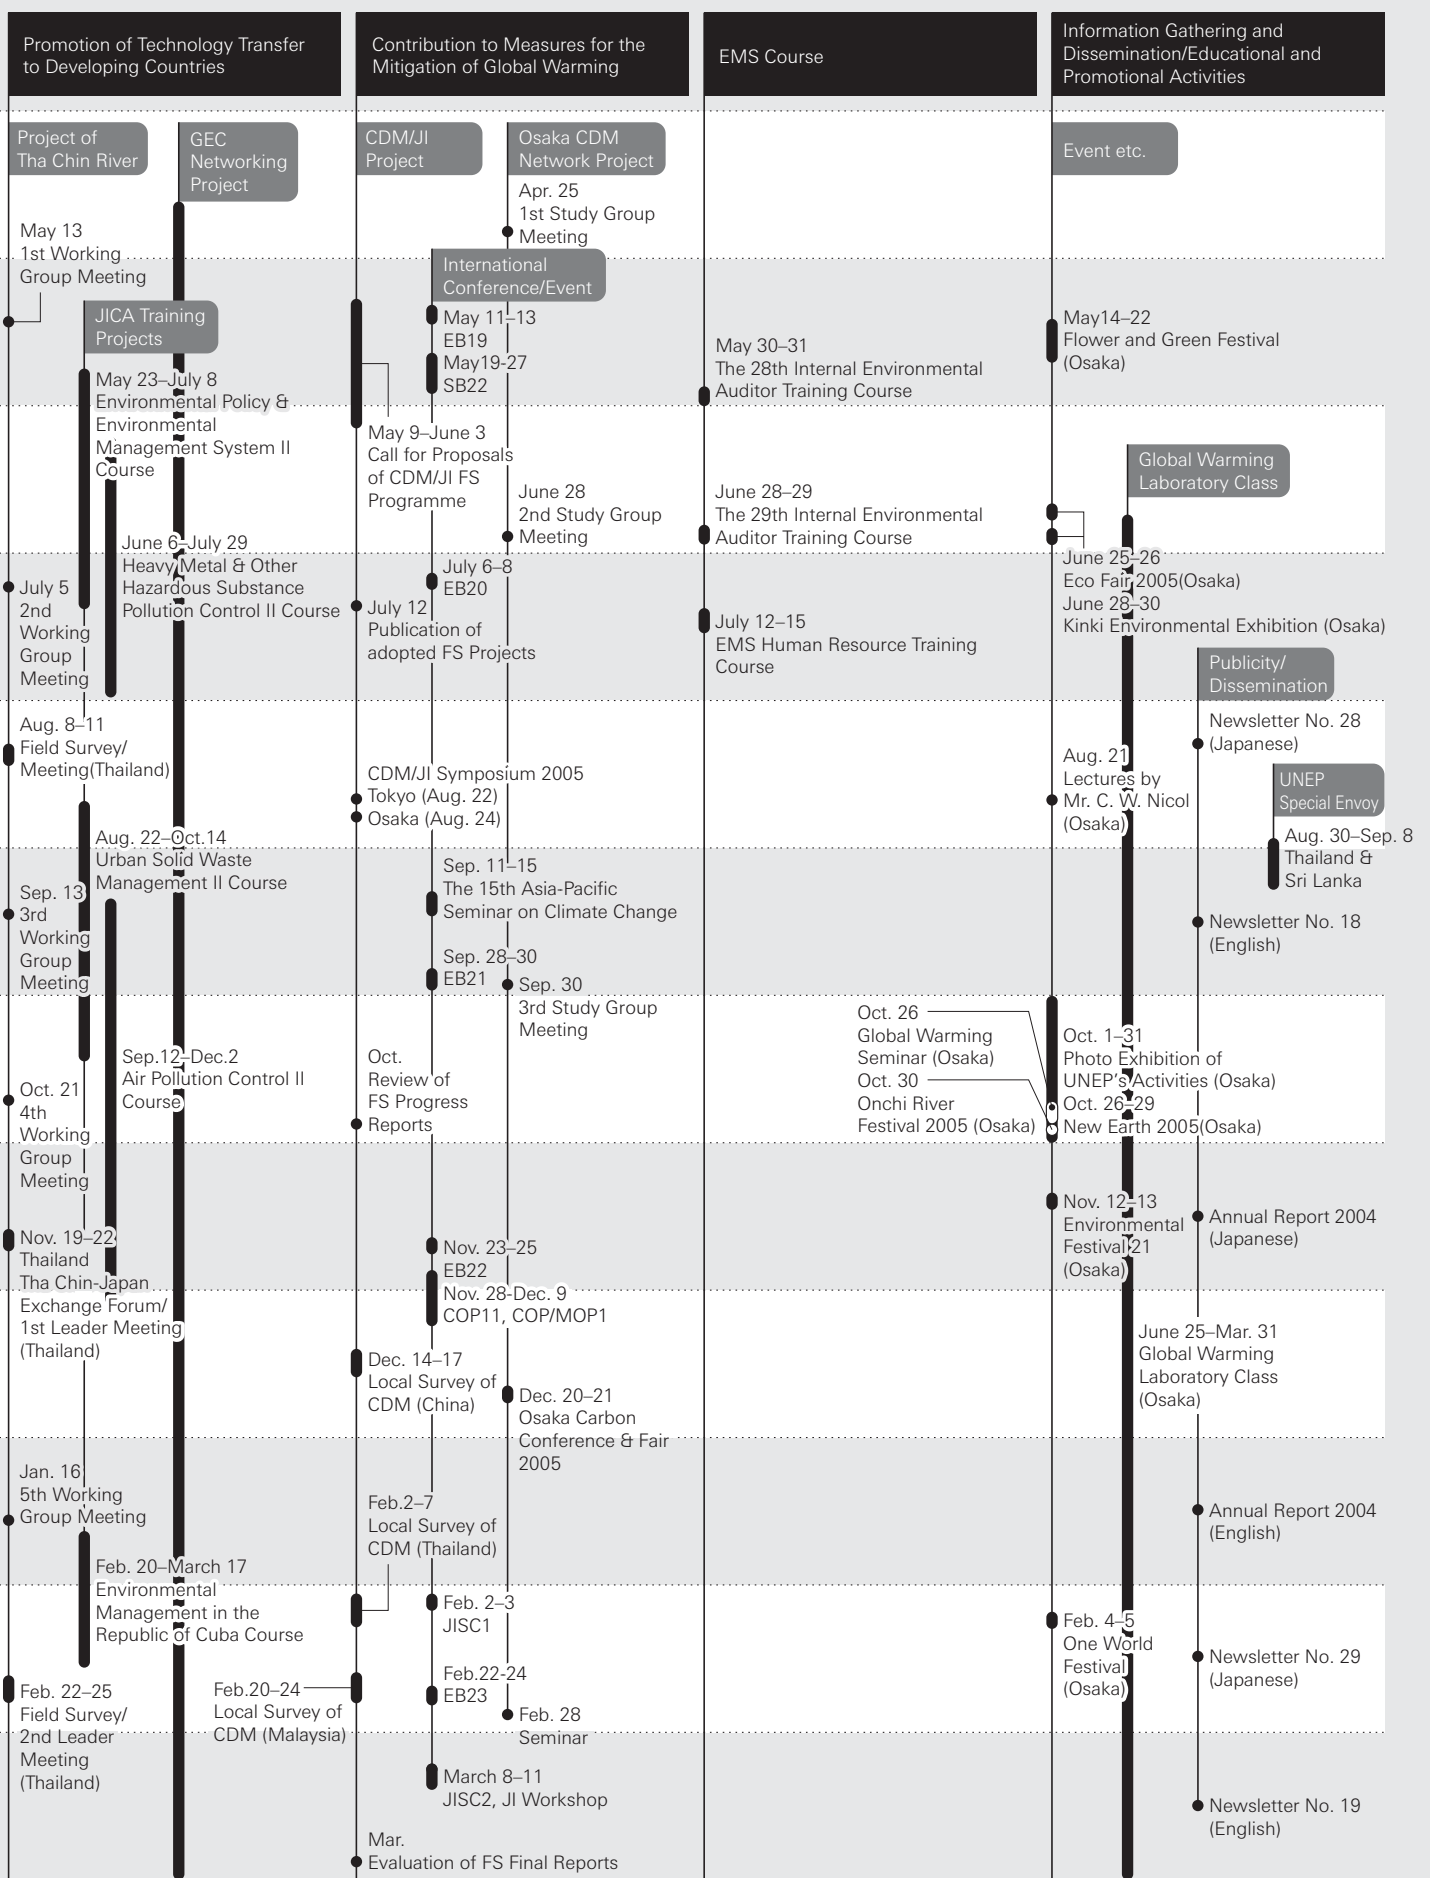 Promotion of Technology Transfer
to Developing Countries
Contribution to Measures for the
Mitigation of Global Warming
EMS Course
Information Gathering and
Dissemination/Educational and
Promotional Activities
Project of
Tha Chin River
May 13
1st Working
Group Meeting
July 5
2nd
Working
Group
Meeting
Aug. 8–11
Field Survey/
Meeting(Thailand)
Sep. 13
3rd
Working
Group
Meeting
Oct. 21
4th
Working
Group
Meeting
Nov. 19–22
Thailand
Tha Chin-Japan
Exchange Forum/
1st Leader Meeting
(Thailand)
Jan. 16
5th Working
Group Meeting
Feb. 22–25
Field Survey/
2nd Leader
Meeting
(Thailand)
JICA Training
Projects
May 23–July 8
Environmental Policy &
Environmental
Management System II
Course
June 6–July 29
Heavy Metal & Other
Hazardous Substance
Pollution Control II Course
Aug. 22–Oct.14
Urban Solid Waste
Management II Course
Sep.12–Dec.2
Air Pollution Control II
Course
Feb. 20–March 17
Environmental
Management in the
Republic of Cuba Course
GEC
Networking
Project
CDM/JI
Project
May 9–June 3
Call for Proposals
of CDM/JI FS
Programme
July 12
Publication of
adopted FS Projects
CDM/JI Symposium 2005
Tokyo (Aug. 22)
Osaka (Aug. 24)
Oct.
Review of
FS Progress
Reports
Dec. 14–17
Local Survey of
CDM (China)
Feb.2–7
Local Survey of
CDM (Thailand)
Feb.20–24
Local Survey of
CDM (Malaysia)
Mar.
Evaluation of FS Final Reports
International
Conference/Event
May 11–13
EB19
May19-27
SB22
July 6–8
EB20
Sep. 11–15
The 15th Asia-Pacific
Seminar on Climate Change
Sep. 28–30
EB21
Nov. 23–25
EB22
Nov. 28-Dec. 9
COP11, COP/MOP1
Feb. 2–3
JISC1
Feb.22-24
EB23
March 8–11
JISC2, JI Workshop
Osaka CDM
Network Project
Apr. 25
1st Study Group
Meeting
June 28
2nd Study Group
Meeting
Sep. 30
3rd Study Group
Meeting
Dec. 20–21
Osaka Carbon
Conference & Fair
2005
Feb. 28
Seminar
May 30–31
The 28th Internal Environmental
Auditor Training Course
June 28–29
The 29th Internal Environmental
Auditor Training Course
July 12–15
EMS Human Resource Training
Course
Event etc.
May14–22
Flower and Green Festival
(Osaka)
June 25–26
Eco Fair 2005(Osaka)
June 28–30
Kinki Environmental Exhibition (Osaka)
Aug. 21
Lectures by
Mr. C. W. Nicol
(Osaka)
Oct. 26
Global Warming
Seminar (Osaka)
Oct. 30
Onchi River
Festival 2005 (Osaka)
Oct. 1–31
Photo Exhibition of
UNEP's Activities (Osaka)
Oct. 26–29
New Earth 2005(Osaka)
Nov. 12–13
Environmental
Festival 21
(Osaka)
Feb. 4–5
One World
Festival
(Osaka)
Global Warming
Laboratory Class
June 25–Mar. 31
Global Warming
Laboratory Class
(Osaka)
Publicity/
Dissemination
Newsletter No. 28
(Japanese)
Newsletter No. 18
(English)
Annual Report 2004
(Japanese)
Annual Report 2004
(English)
Newsletter No. 29
(Japanese)
Newsletter No. 19
(English)
UNEP
Special Envoy
Aug. 30–Sep. 8
Thailand &
Sri Lanka